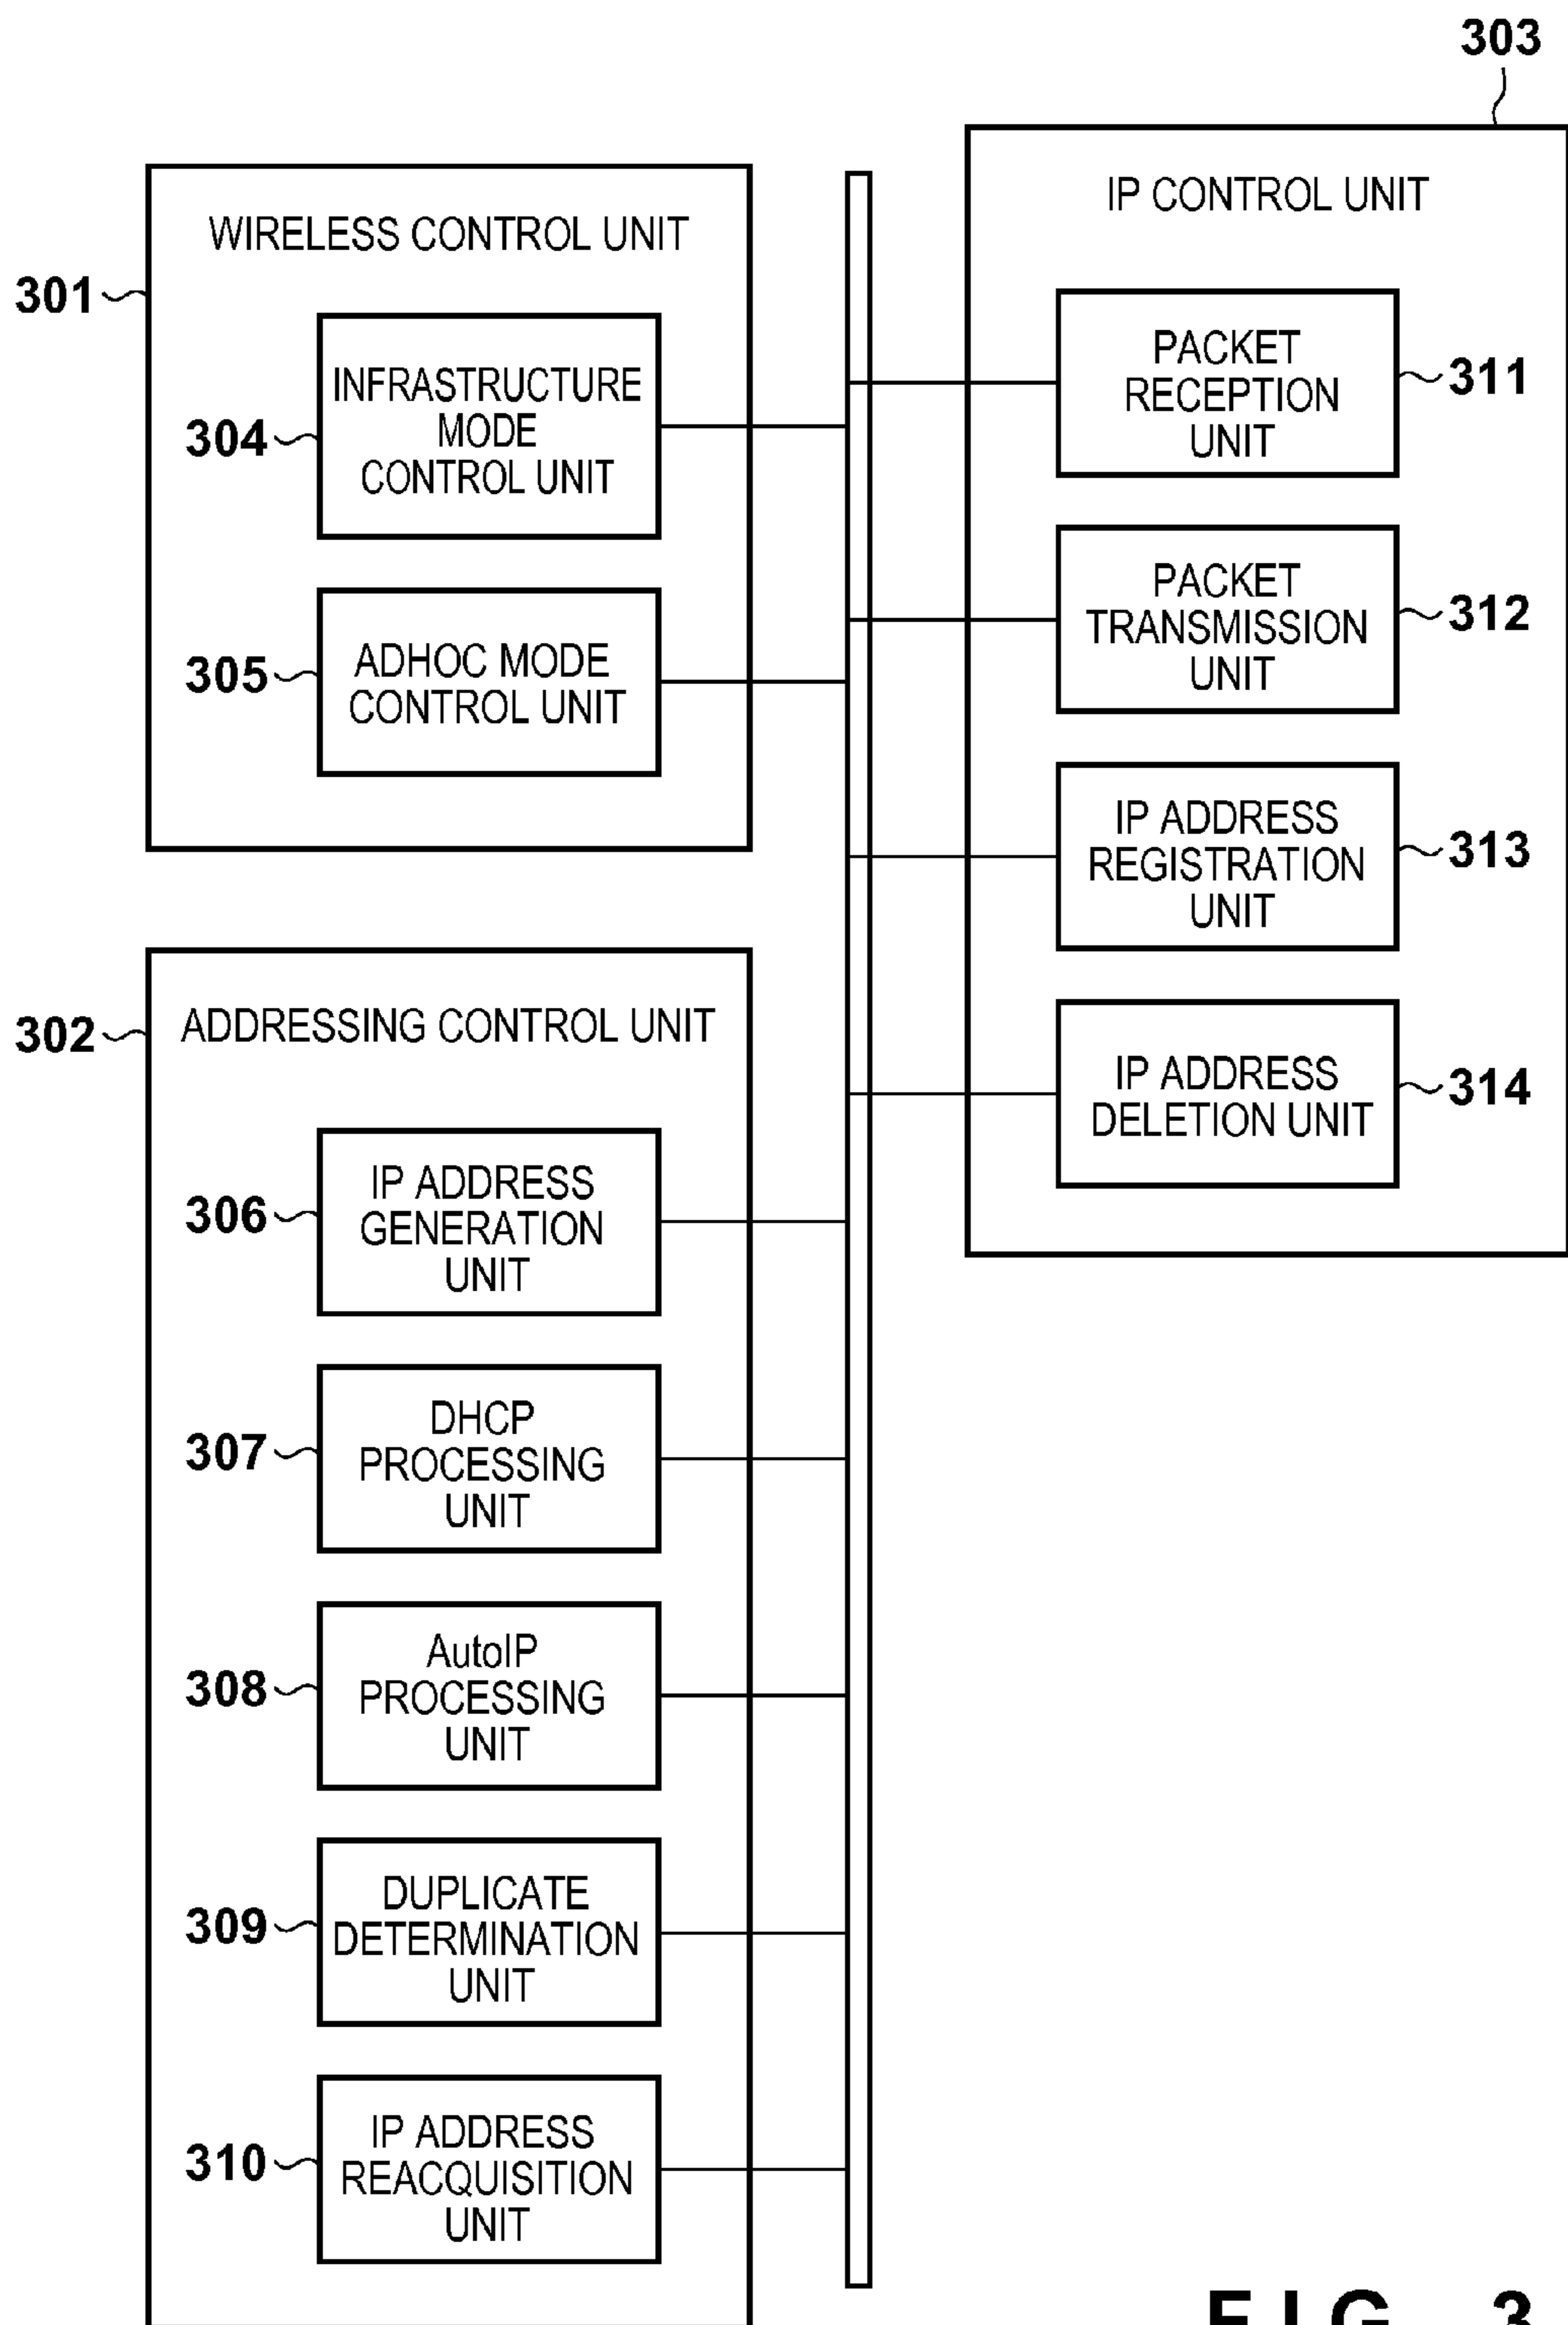 303
IP CONTROL UNIT
WIRELESS CONTROL UNIT
301
INFRASTRUCTURE
MODE
CONTROL UNIT
304
ADHOC MODE
CONTROL UNIT
305
PACKET
RECEPTION
UNIT
311
PACKET
TRANSMISSION
UNIT
312
IP ADDRESS
REGISTRATION
UNIT
313
IP ADDRESS
DELETION UNIT
314
302
ADDRESSING CONTROL UNIT
306
IP ADDRESS
GENERATION
UNIT
307
DHCP
PROCESSING
UNIT
308
AutoIP
PROCESSING
UNIT
309
DUPLICATE
DETERMINATION
UNIT
310
IP ADDRESS
REACQUISITION
UNIT
FIG. 3